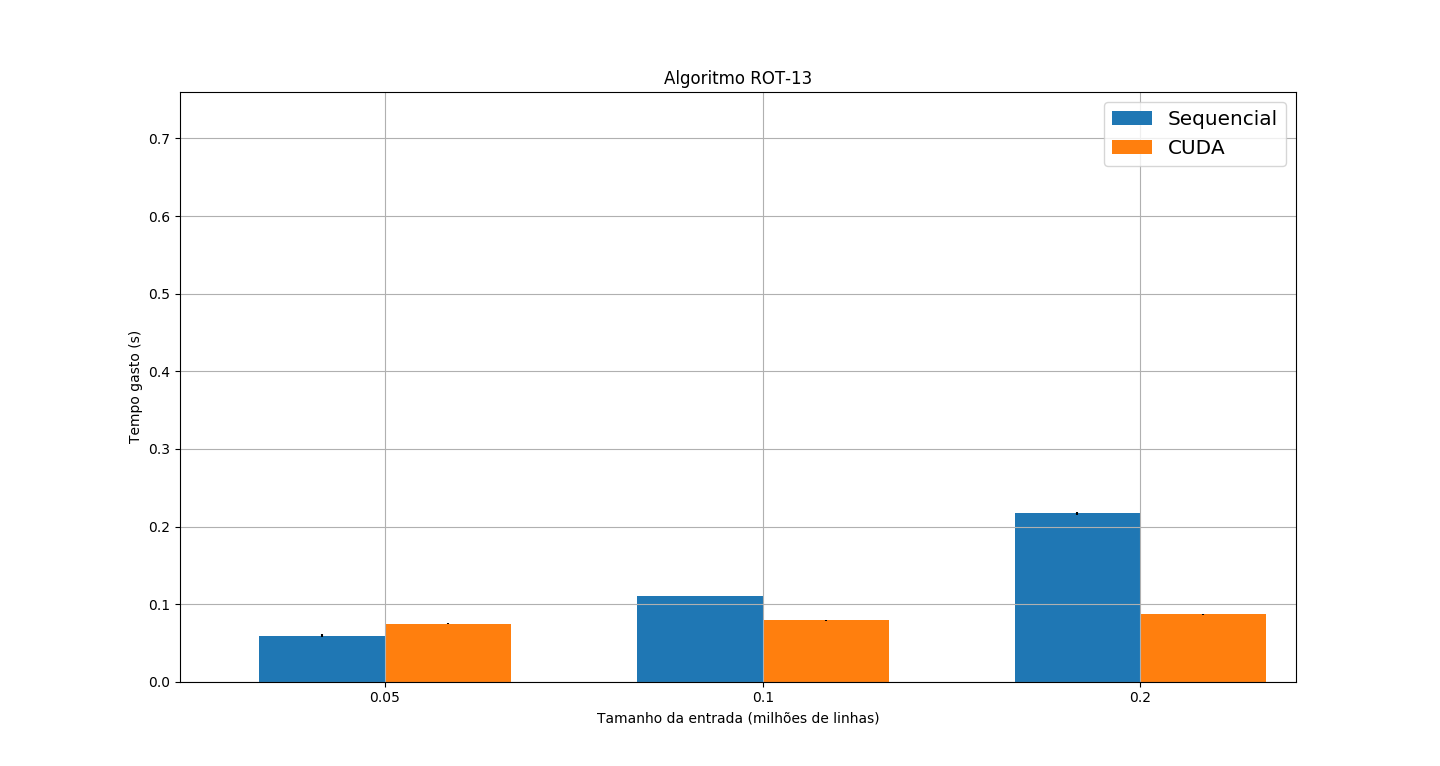 Algoritmo ROT-13
Sequencial
CUDA
0.7
0.6
0.5
0.4
0.3
0.2
0.1
0.0
Tempo gasto (s)
0.05
0.1
0.2
Tamanho da entrada (milhões de linhas)